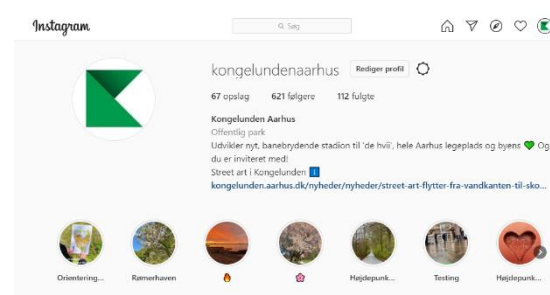 Instagram
Søg
kongelundenaarhus Rediger profil
67 opslag 621 følgere 112 fulgte
Kongelunden Aarhus
Offentlig park
Udvikler nyt, banebrydende stadion til 'de hvii', hele Aarhus legeplads og byens 💚 Og
du er inviteret med!
Street art i Kongelunden ℹ️
kongelunden.aarhus.dk/nyheder/nyheder/street-art-flytter-fra-vandkanten-til-sko...
Orientering... Rømerhaven 🔥 🌸 Højdepunk... Testing Højdepunk...